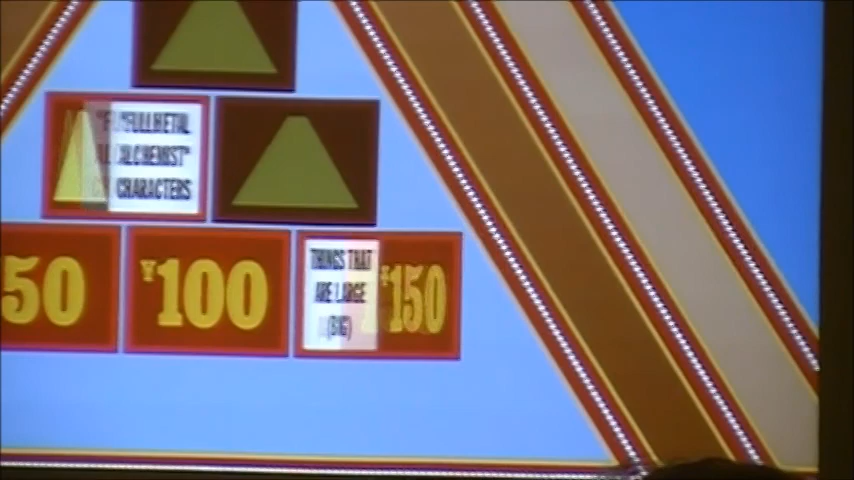 "FULLMETAL
ALCHEMIST"
CHARACTERS
50
¥100
THINGS THAT
ARE LARGE
(BIG)
¥150